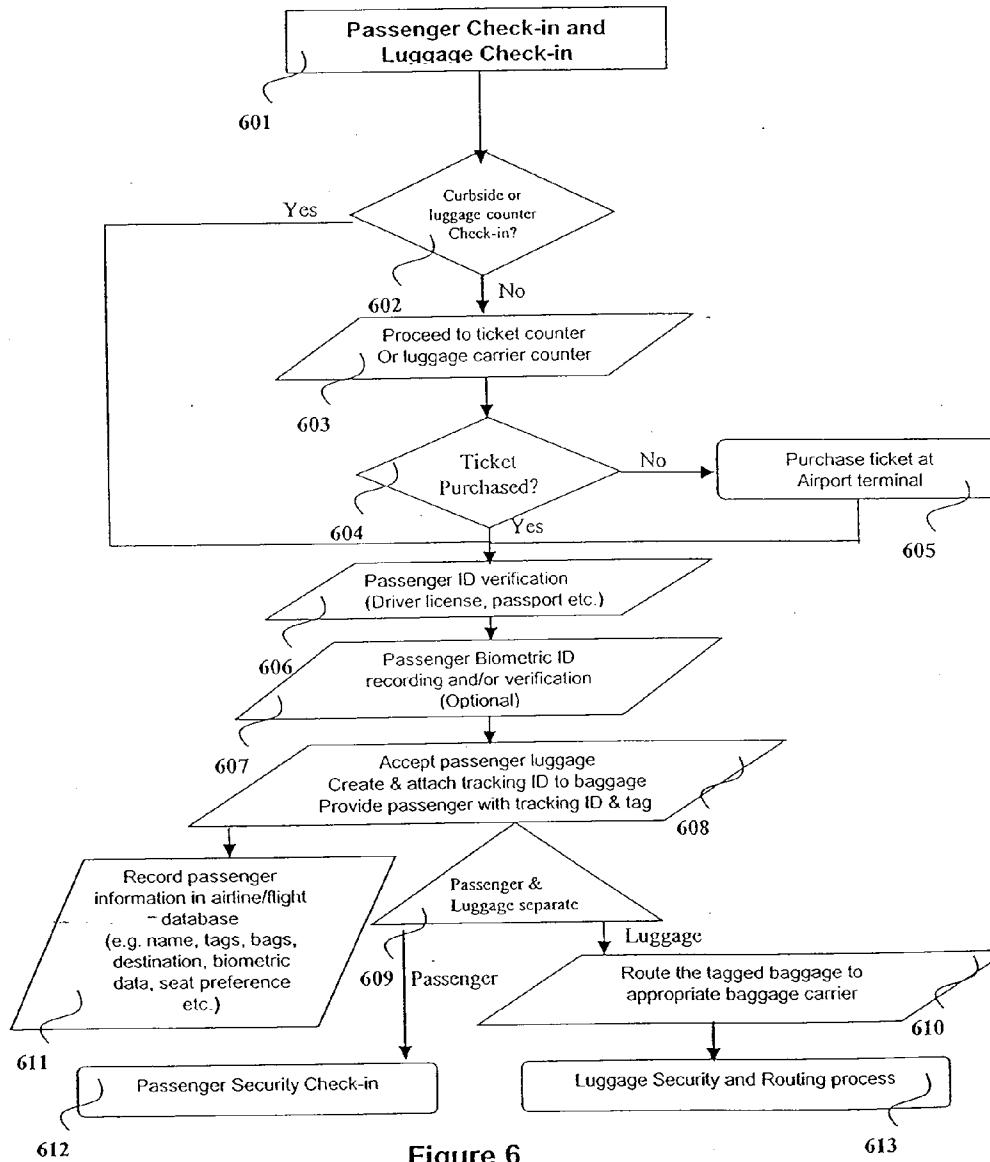 Passenger Check-in and
Luggage Check-in
601
Curbside or
luggage counter
Check-in?
Yes
602
No
Proceed to ticket counter
Or luggage carrier counter
603
Ticket
Purchased?
No
Purchase ticket at
Airport terminal
604
Yes
605
Passenger ID verification
(Driver license, passport etc.)
606
Passenger Biometric ID
recording and/or verification
(Optional)
607
Accept passenger luggage
Create & attach tracking ID to baggage
Provide passenger with tracking ID & tag
608
Record passenger
information in airline/flight
database
(e.g. name, tags, bags,
destination, biometric
data, seat preference
etc.)
611
Passenger &
Luggage separate
609
Passenger
Luggage
Route the tagged baggage to
appropriate baggage carrier
610
Passenger Security Check-in
612
Luggage Security and Routing process
613
Figure 6